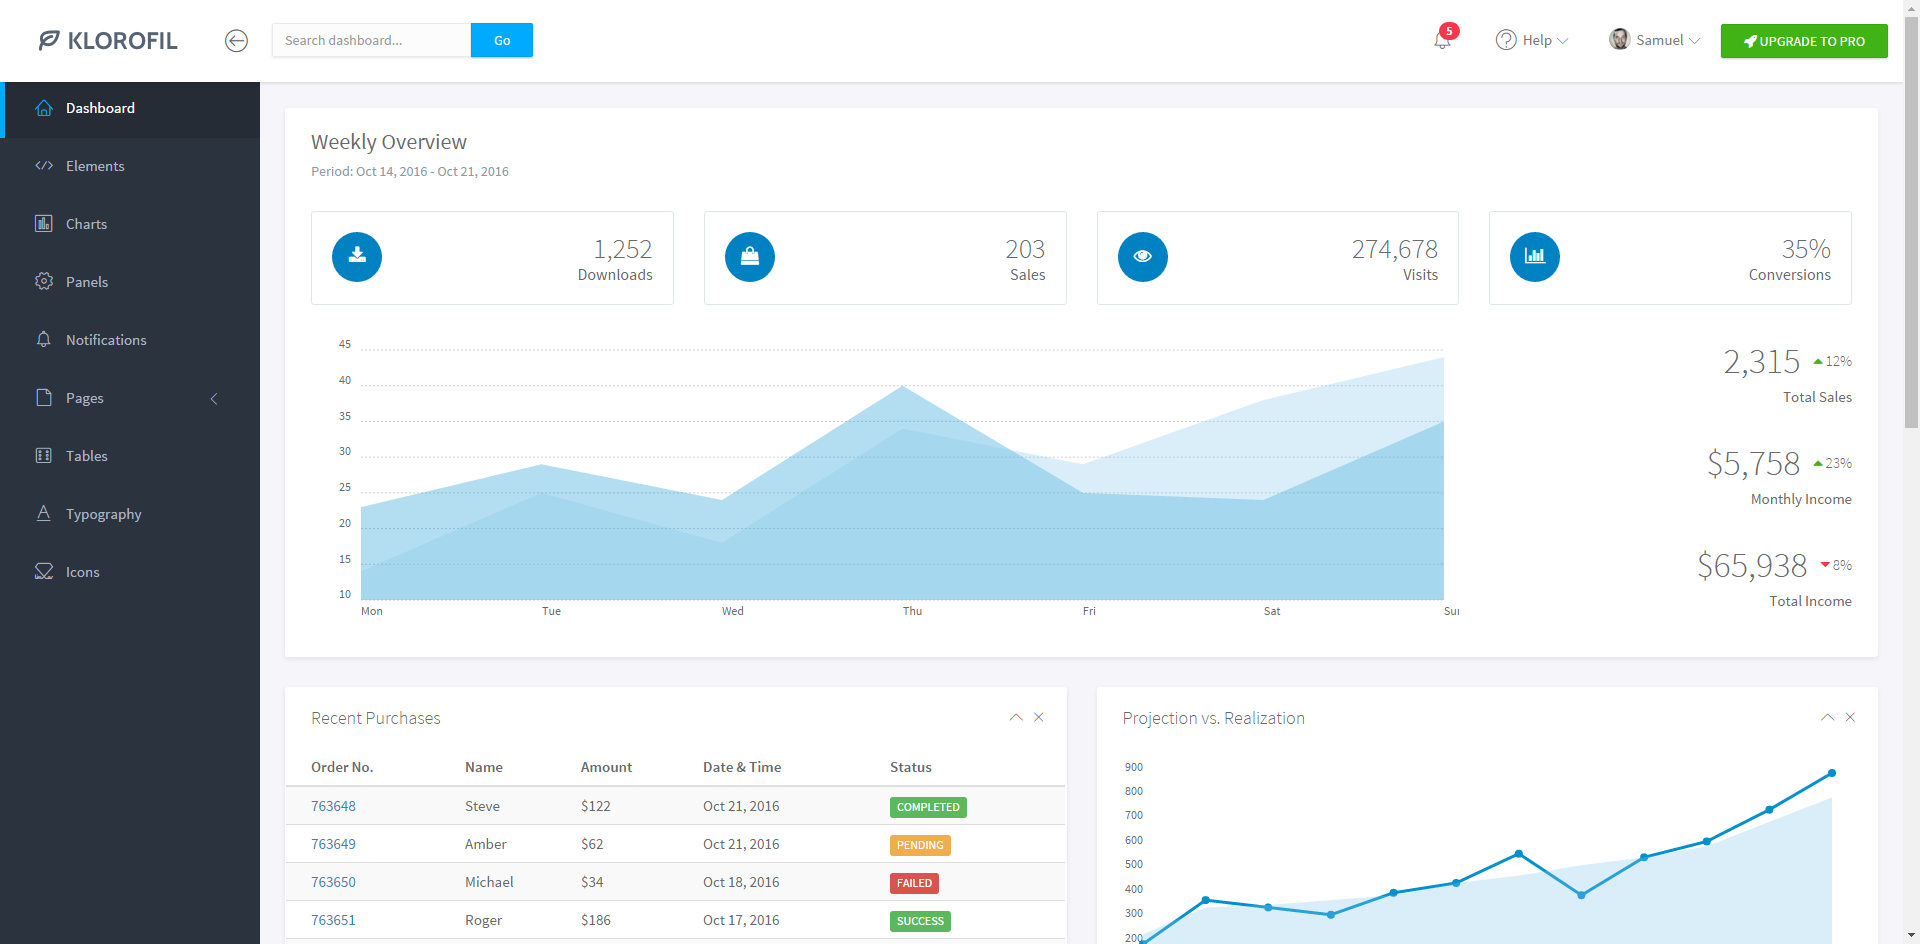 KLOROFIL
Search dashboard...
Go
5
Help
Samuel
UPGRADE TO PRO
Dashboard
Elements
Charts
Panels
Notifications
Pages
Tables
Typography
Icons
Weekly Overview
Period: Oct 14, 2016 - Oct 21, 2016
1,252
Downloads
203
Sales
274,678
Visits
35%
Conversions
45
40
35
30
25
20
15
10
Mon Tue Wed Thu Fri Sat Sun
2,315 12%
Total Sales
$5,758 23%
Monthly Income
$65,938 8%
Total Income
Recent Purchases
Order No. Name Amount Date & Time Status
763648 Steve $122 Oct 21, 2016 COMPLETED
763649 Amber $62 Oct 21, 2016 PENDING
763650 Michael $34 Oct 18, 2016 FAILED
763651 Roger $186 Oct 17, 2016 SUCCESS
Projection vs. Realization
900
800
700
600
500
400
300
200